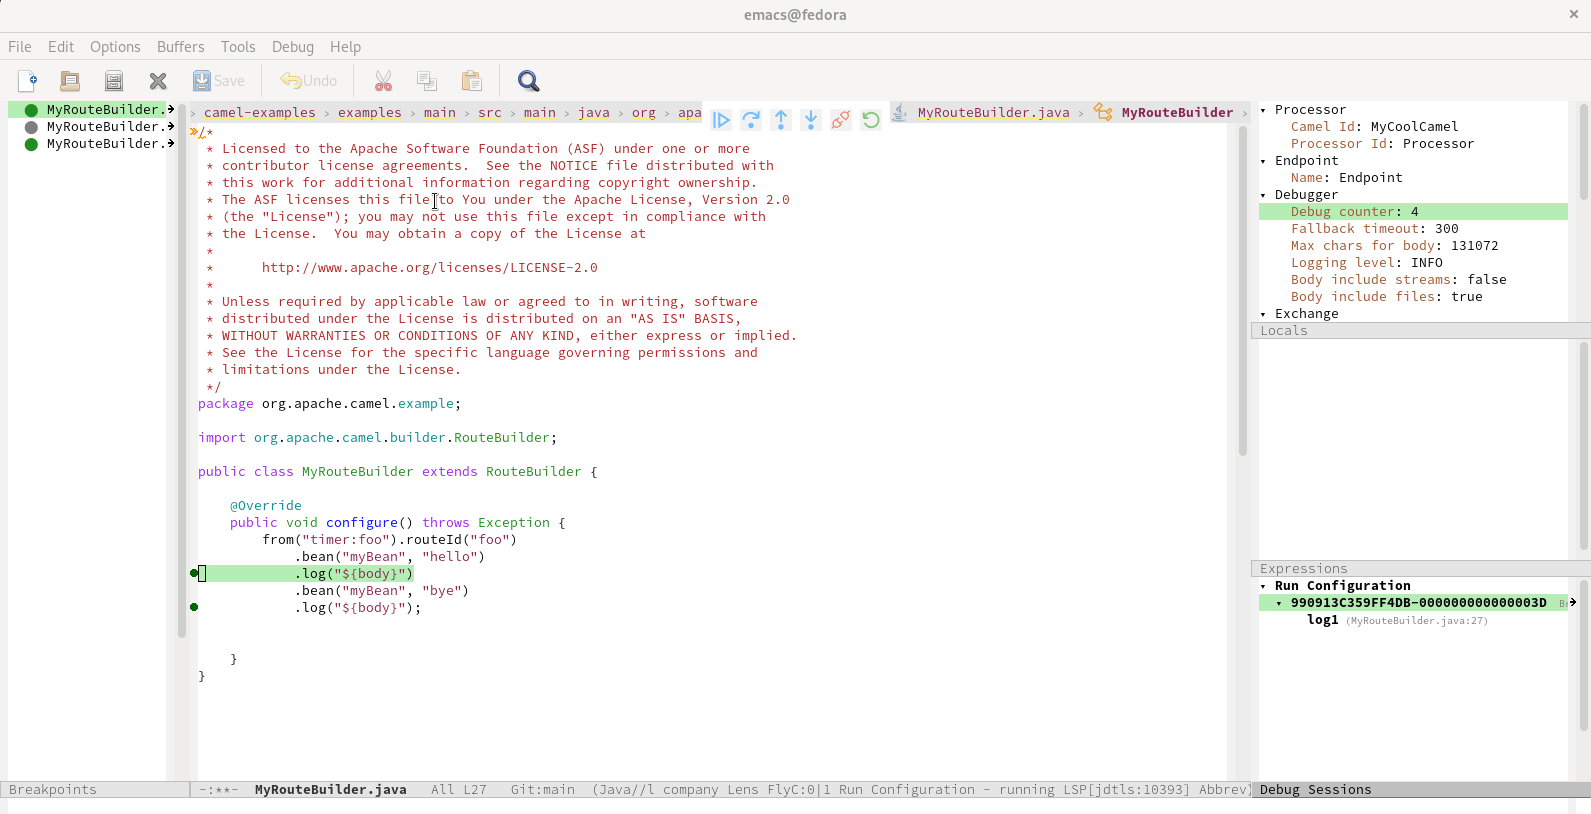 emacs@fedora
File Edit Options Buffers Tools Debug Help
Save Undo
MyRouteBuilder.
MyRouteBuilder.
MyRouteBuilder.
camel-examples › examples › main › src › main › java › org › apa
MyRouteBuilder.java › MyRouteBuilder ›
/*
* Licensed to the Apache Software Foundation (ASF) under one or more
* contributor license agreements.  See the NOTICE file distributed with
* this work for additional information regarding copyright ownership.
* The ASF licenses this file to You under the Apache License, Version 2.0
* (the "License"); you may not use this file except in compliance with
* the License.  You may obtain a copy of the License at
*
*      http://www.apache.org/licenses/LICENSE-2.0
*
* Unless required by applicable law or agreed to in writing, software
* distributed under the License is distributed on an "AS IS" BASIS,
* WITHOUT WARRANTIES OR CONDITIONS OF ANY KIND, either express or implied.
* See the License for the specific language governing permissions and
* limitations under the License.
*/
package org.apache.camel.example;
import org.apache.camel.builder.RouteBuilder;
public class MyRouteBuilder extends RouteBuilder {
@Override
public void configure() throws Exception {
from("timer:foo").routeId("foo")
.bean("myBean", "hello")
.log("${body}")
.bean("myBean", "bye")
.log("${body}");
}
}
Processor
Camel Id: MyCoolCamel
Processor Id: Processor
Endpoint
Name: Endpoint
Debugger
Debug counter: 4
Fallback timeout: 300
Max chars for body: 131072
Logging level: INFO
Body include streams: false
Body include files: true
Exchange
Locals
Expressions
Run Configuration
990913C359FF4DB-000000000000003D
log1 (MyRouteBuilder.java:27)
Breakpoints
-:**-  MyRouteBuilder.java   All L27   Git:main  (Java//l company Lens FlyC:0|1 Run Configuration - running LSP[jdtls:10393] Abbrev)
Debug Sessions